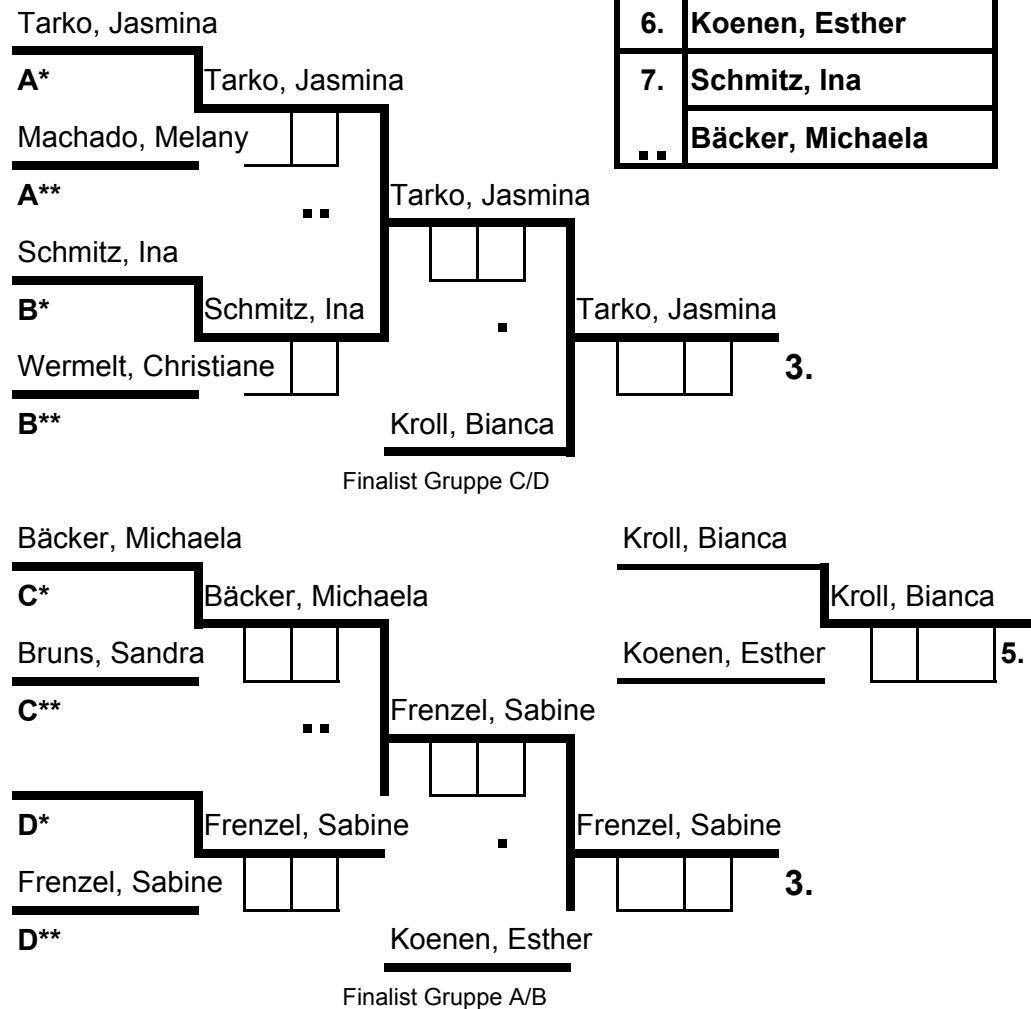 Tarko, Jasmina
A*
Tarko, Jasmina
Machado, Melany
A**
..
Tarko, Jasmina
Schmitz, Ina
B*
Schmitz, Ina
.
Tarko, Jasmina
Wermelt, Christiane
3.
B**
Kroll, Bianca
Finalist Gruppe C/D
6. Koenen, Esther
7. Schmitz, Ina
.. Bäcker, Michaela
Bäcker, Michaela
C*
Bäcker, Michaela
Bruns, Sandra
C**
..
Frenzel, Sabine
D*
Frenzel, Sabine
.
Frenzel, Sabine
Frenzel, Sabine
3.
D**
Koenen, Esther
Finalist Gruppe A/B
Kroll, Bianca
Kroll, Bianca
Koenen, Esther
5.